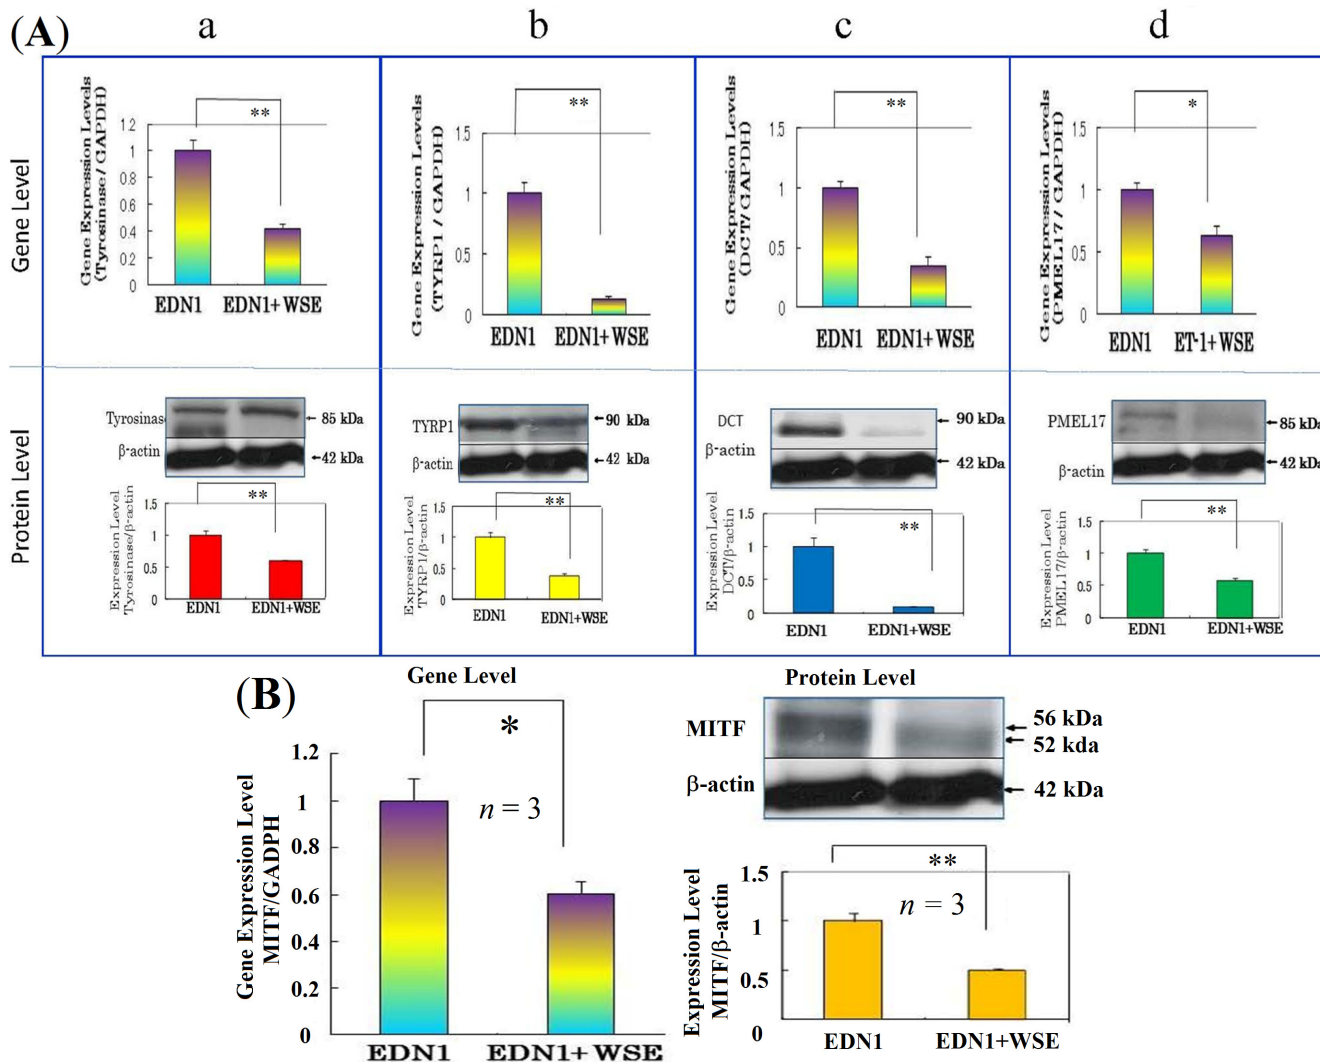 (A)
a
b
c
d
Gene Level
Gene Expression Levels
(Tyrosinase / GAPDH)
1.2
1
0.8
0.6
0.4
0.2
0
**
EDN1
EDN1+WSE
Gene Expression Levels
(TYRP1 / GAPDH)
1.5
1
0.5
0
**
EDN1
EDN1+WSE
Gene Expression Levels
(DCT/ GAPDH)
1.5
1
0.5
0
**
EDN1
EDN1+WSE
Gene Expression Levels
(PMEL17 / GAPDH)
1.5
1
0.5
0
*
EDN1
ET-1+WSE
Protein Level
Tyrosinas
85 kDa
β-actin
42 kDa
Expression Level
Tyrosinase/β-actin
1.5
1
0.5
0
**
EDN1
EDN1+WSE
TYRP1
90 kDa
β-actin
42 kDa
Expression Level
TYRP1/β-actin
1.5
1
0.5
0
**
EDN1
EDN1+WSE
DCT
90 kDa
β-actin
42 kDa
Expression Level
DCT/β-actin
1.5
1
0.5
0
**
EDN1
EDN1+WSE
PMEL17
85 kDa
β-actin
42 kDa
Expression Level
PMEL17/β-actin
1.5
1
0.5
0
**
EDN1
EDN1+WSE
(B)
Gene Level
Gene Expression Level
MITF/GADPH
1.2
1
0.8
0.6
0.4
0.2
0
*
n = 3
EDN1
EDN1+WSE
Protein Level
MITF
56 kDa
52 kda
β-actin
42 kDa
Expression Level
MITF/β-actin
1.5
1
0.5
0
**
n = 3
EDN1
EDN1+WSE